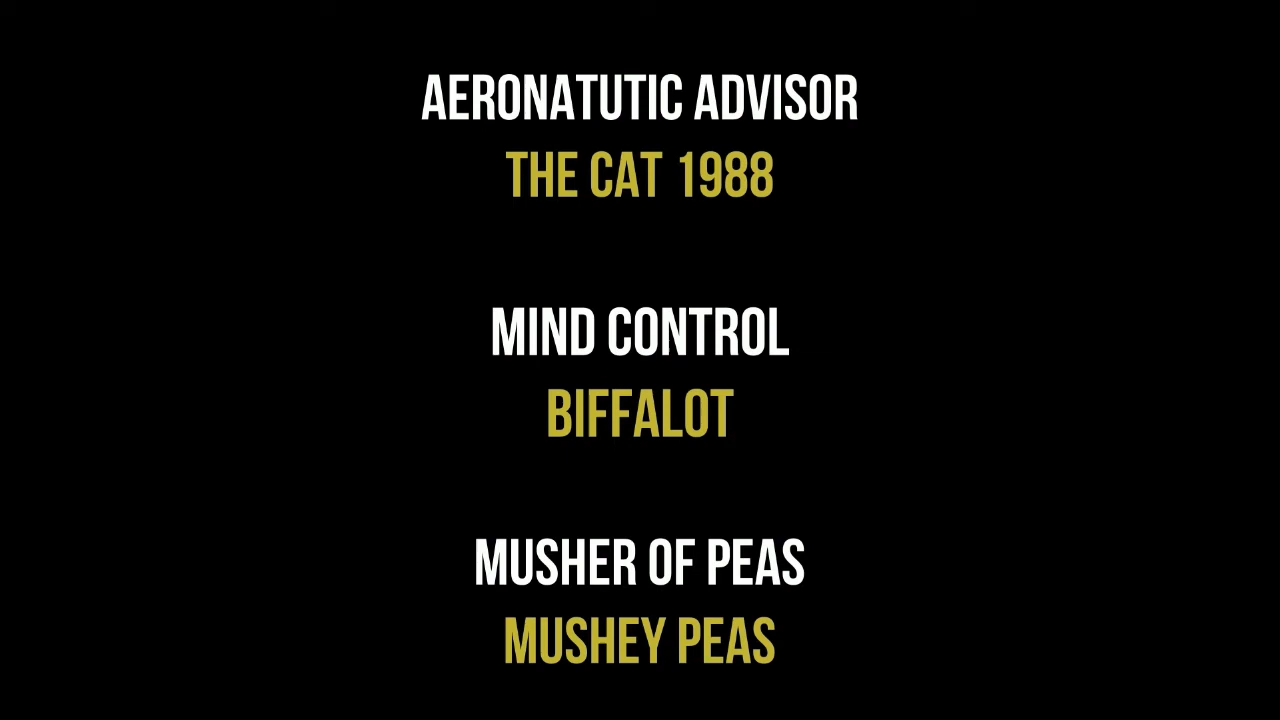 AERONATUTIC ADVISOR
THE CAT 1988
MIND CONTROL
BIFFALOT
MUSHER OF PEAS
MUSHEY PEAS